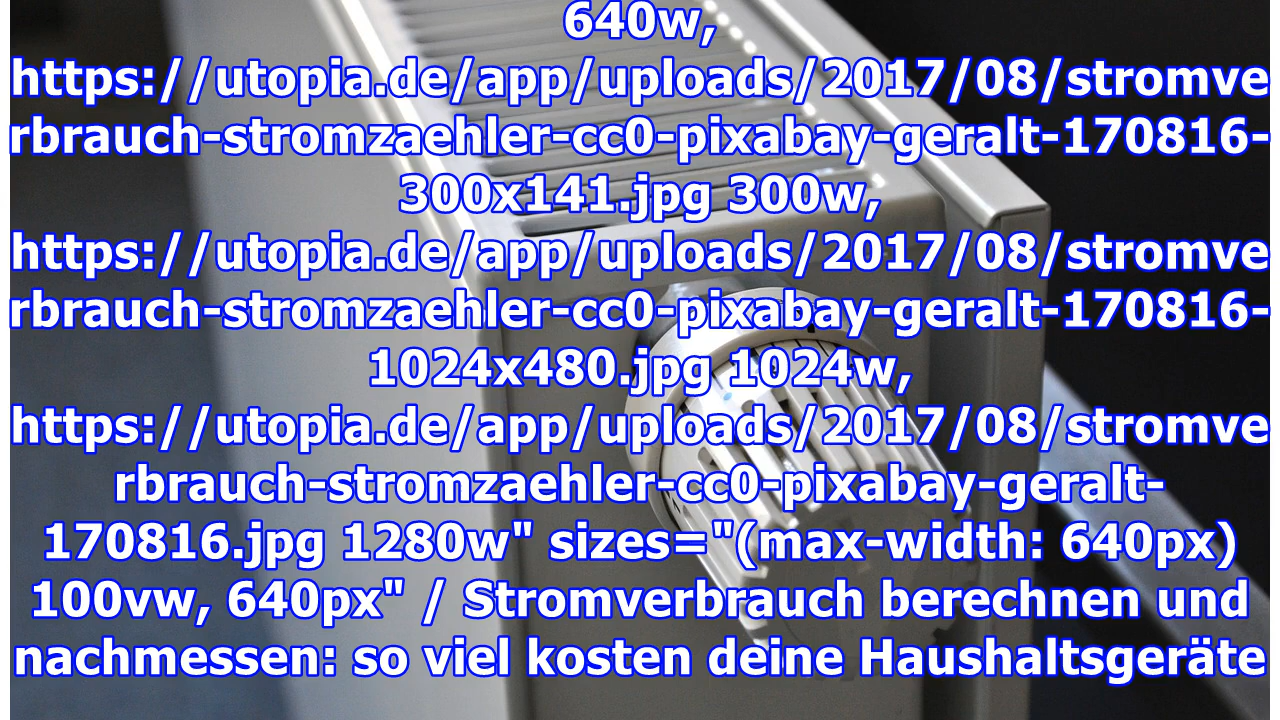 640w,
https://utopia.de/app/uploads/2017/08/stromve
rbrauch-stromzaehler-cc0-pixabay-geralt-170816-
300x141.jpg 300w,
https://utopia.de/app/uploads/2017/08/stromve
rbrauch-stromzaehler-cc0-pixabay-geralt-170816-
1024x480.jpg 1024w,
https://utopia.de/app/uploads/2017/08/stromve
rbrauch-stromzaehler-cc0-pixabay-geralt-
170816.jpg 1280w" sizes="(max-width: 640px)
100vw, 640px" / Stromverbrauch berechnen und
nachmessen: so viel kosten deine Haushaltsgeräte